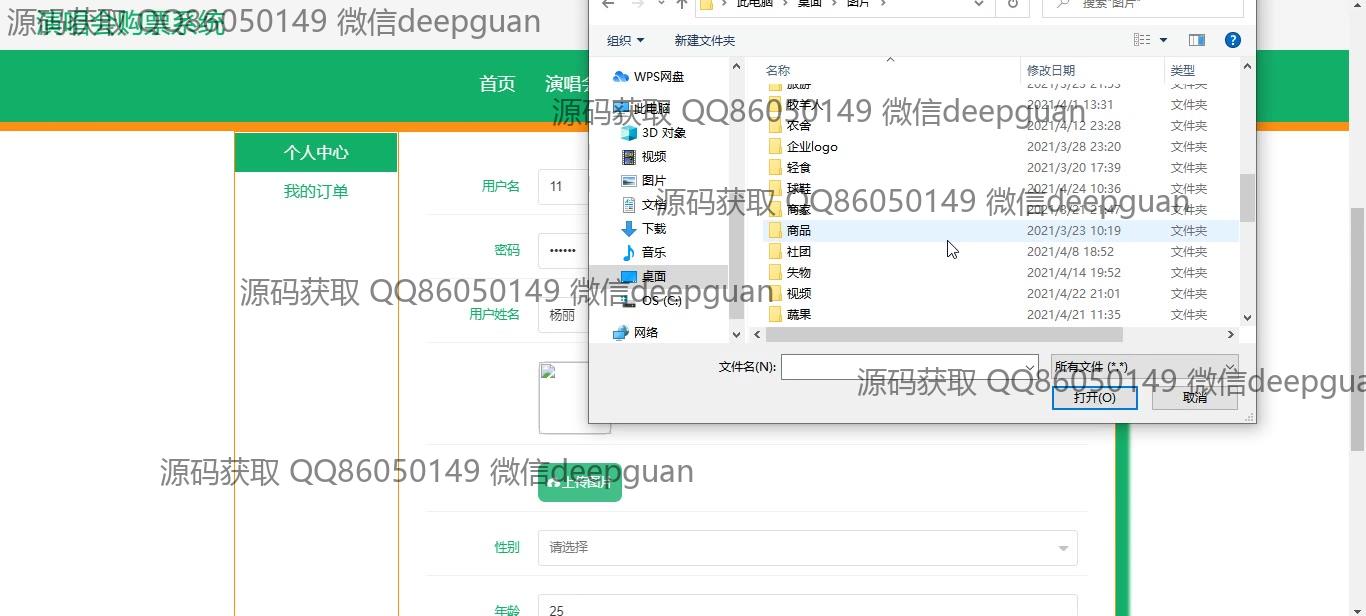 演唱会购票系统
源码获取 QQ86050149 微信deepguan
此电脑 › 桌面 › 图片 ›
搜索"图片"
组织 新建文件夹
首页 演唱会
名称 修改日期 类型
WPS网盘
此电脑
3D 对象
视频
图片
文档
下载
音乐
桌面
OS (C:)
网络
旅游 2021/3/23 21:53 文件夹
牧羊人 2021/4/1 13:31 文件夹
农舍 2021/4/12 23:28 文件夹
企业logo 2021/3/28 23:20 文件夹
轻食 2021/3/20 17:39 文件夹
球鞋 2021/4/24 10:36 文件夹
商家 2021/3/21 21:47 文件夹
商品 2021/3/23 10:19 文件夹
社团 2021/4/8 18:52 文件夹
失物 2021/4/14 19:52 文件夹
视频 2021/4/22 21:01 文件夹
蔬果 2021/4/21 11:35 文件夹
源码获取 QQ86050149 微信deepguan
源码获取 QQ86050149 微信deepguan
文件名(N):
所有文件 (*.*)
打开(O) 取消
源码获取 QQ86050149 微信deepgua
个人中心
我的订单
用户名 11
密码 ••••••
源码获取 QQ86050149 微信deepguan
用户姓名 杨丽
源码获取 QQ86050149 微信deepguan
上传图片
性别 请选择
年龄 25